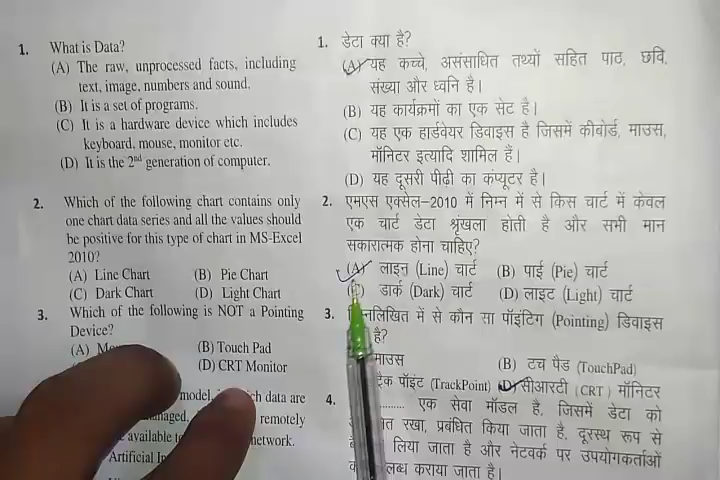 1. What is Data?
(A) The raw, unprocessed facts, including
text, image, numbers and sound.
(B) It is a set of programs.
(C) It is a hardware device which includes
keyboard, mouse, monitor etc.
(D) It is the 2nd generation of computer.
2. Which of the following chart contains only
one chart data series and all the values should
be positive for this type of chart in MS-Excel
2010?
(A) Line Chart (B) Pie Chart
(C) Dark Chart (D) Light Chart
3. Which of the following is NOT a Pointing
Device?
(A) (B) Touch Pad
(D) CRT Monitor
model, data are
remotely
available network.
Artificial
1. डेटा क्या है?
(A) यह कच्चे, असंसाधित तथ्यों सहित पाठ, छवि,
संख्या और ध्वनि है।
(B) यह कार्यक्रमों का एक सेट है।
(C) यह एक हार्डवेयर डिवाइस है जिसमें कीबोर्ड, माउस,
मॉनिटर इत्यादि शामिल हैं।
(D) यह दूसरी पीढ़ी का कंप्यूटर है।
2. एमएस एक्सेल–2010 में निम्न में से किस चार्ट में केवल
एक चार्ट डेटा श्रृंखला होती है और सभी मान
सकारात्मक होना चाहिए?
(A) लाइन (Line) चार्ट (B) पाई (Pie) चार्ट
डार्क (Dark) चार्ट (D) लाइट (Light) चार्ट
3. में से कौन सा पॉइंटिग (Pointing) डिवाइस
है?
माउस (B) टच पैड (TouchPad)
पॉइंट (TrackPoint) (D) सीआरटी (CRT) मॉनिटर
4. .......... एक सेवा मॉडल है, जिसमें डेटा को
रखा, प्रबंधित किया जाता है, दूरस्थ रूप से
लिया जाता है और नेटवर्क पर उपयोगकर्ताओं
कराया जाता है।